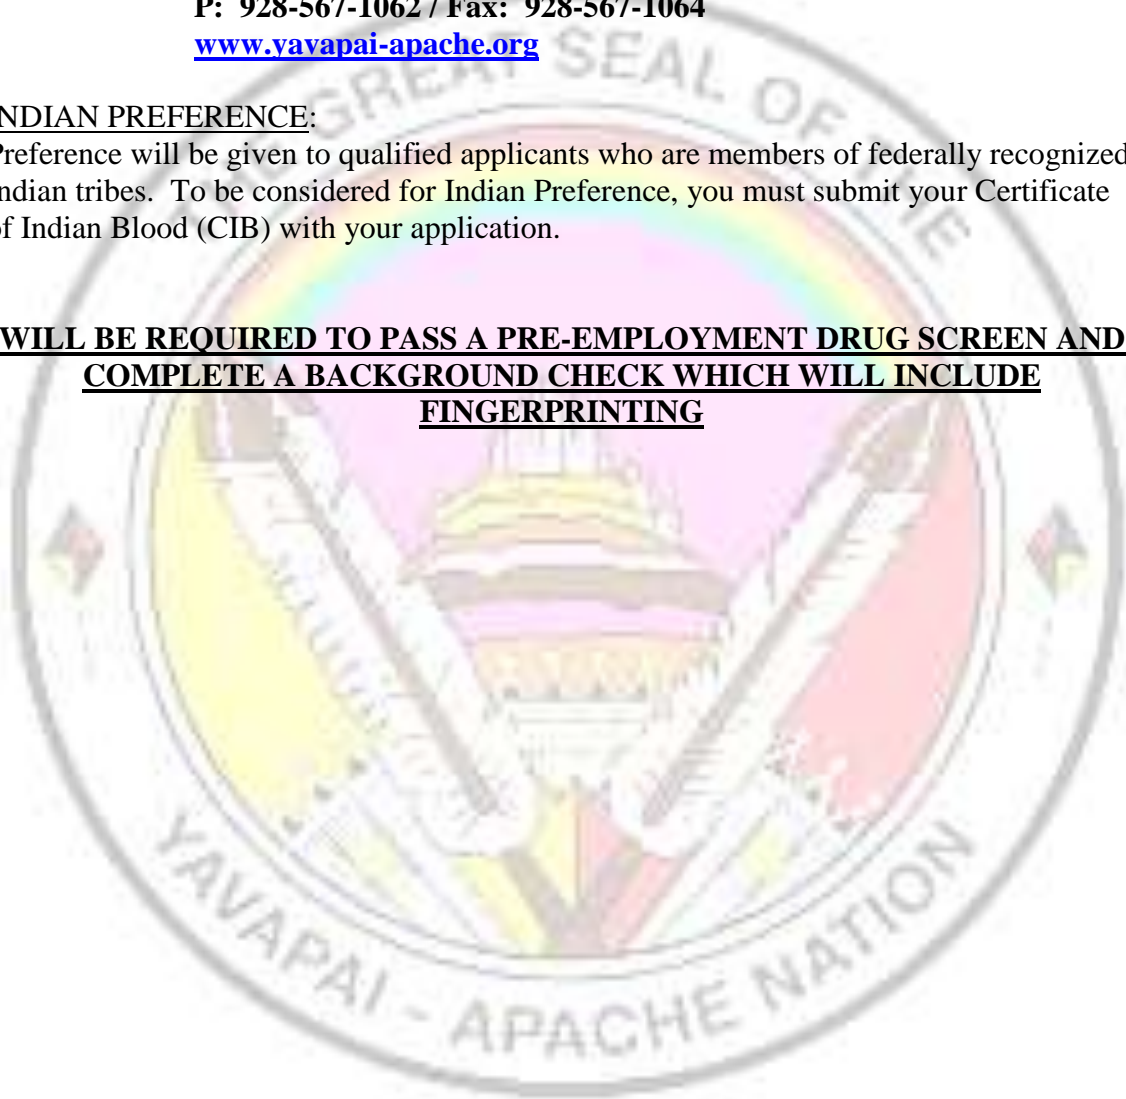 P: 928-567-1062 / Fax: 928-567-1064
www.yavapai-apache.org
NDIAN PREFERENCE:
Preference will be given to qualified applicants who are members of federally recognized
ndian tribes. To be considered for Indian Preference, you must submit your Certificate
of Indian Blood (CIB) with your application.
WILL BE REQUIRED TO PASS A PRE-EMPLOYMENT DRUG SCREEN AND
COMPLETE A BACKGROUND CHECK WHICH WILL INCLUDE
FINGERPRINTING
GREAT SEAL OF THE
YAVAPAI - APACHE NATION